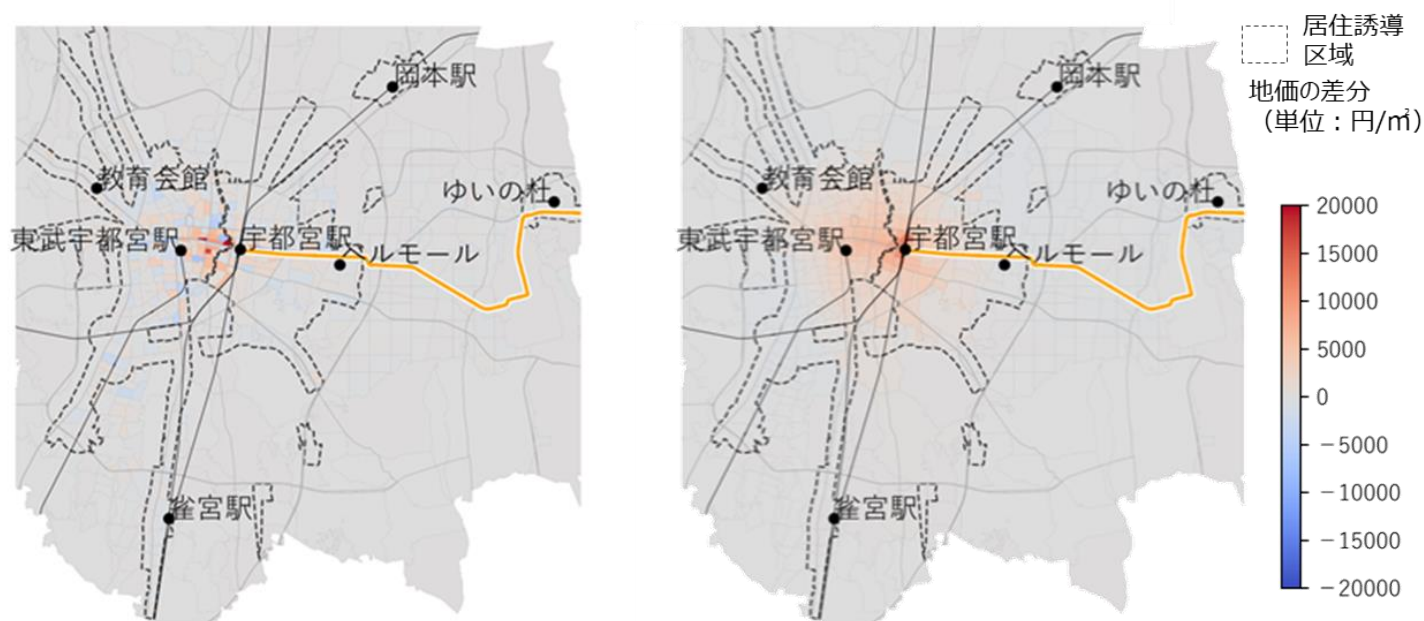 岡本駅
教育会館
ゆいの杜
東武宇都宮駅
宇都宮駅
ベルモール
雀宮駅
岡本駅
教育会館
ゆいの杜
東武宇都宮駅
宇都宮駅
ベルモール
雀宮駅
居住誘導
区域
地価の差分
（単位：円/㎡）
20000
15000
10000
5000
0
−5000
−10000
−15000
−20000